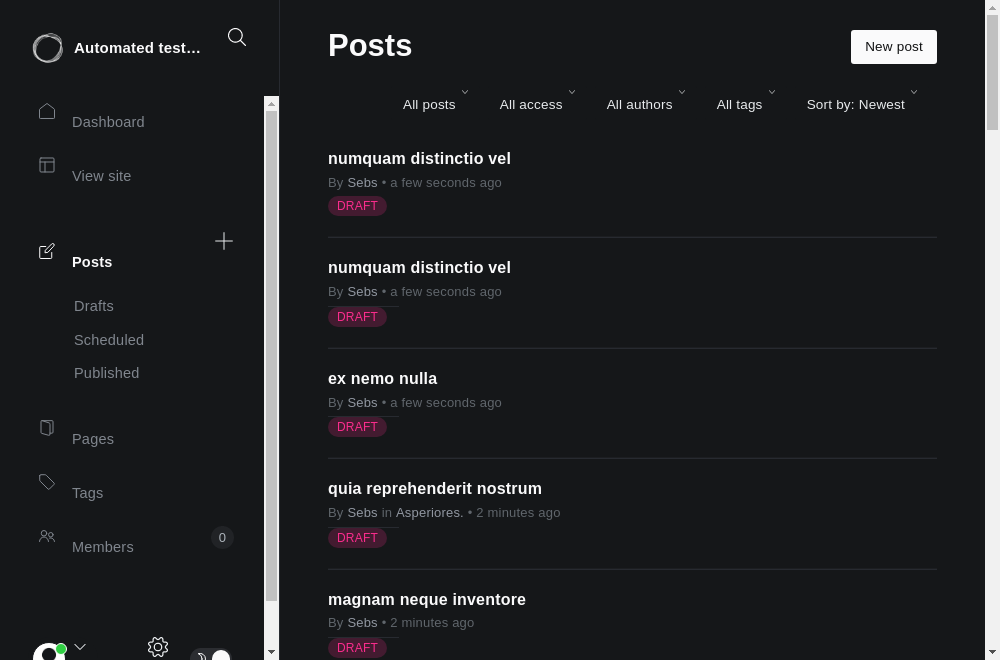 Automated test…
Dashboard
View site
Posts
Drafts
Scheduled
Published
Pages
Tags
Members
0
Posts
New post
All posts
All access
All authors
All tags
Sort by: Newest
numquam distinctio vel
By Sebs • a few seconds ago
DRAFT
numquam distinctio vel
By Sebs • a few seconds ago
DRAFT
ex nemo nulla
By Sebs • a few seconds ago
DRAFT
quia reprehenderit nostrum
By Sebs in Asperiores. • 2 minutes ago
DRAFT
magnam neque inventore
By Sebs • 2 minutes ago
DRAFT